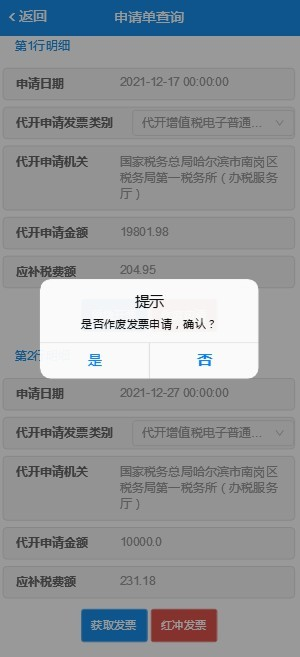 返回
申请单查询
第1行明细
申请日期 2021-12-17 00:00:00
代开申请发票类别 代开增值税电子普通...
代开申请机关 国家税务总局哈尔滨市南岗区
税务局第一税务所（办税服务
厅）
代开申请金额 19801.98
应补税费额 204.95
提示
是否作废发票申请，确认？
是 否
第2行
申请日期 2021-12-27 00:00:00
代开申请发票类别 代开增值税电子普通...
代开申请机关 国家税务总局哈尔滨市南岗区
税务局第一税务所（办税服务
厅）
代开申请金额 10000.0
应补税费额 231.18
获取发票 红冲发票